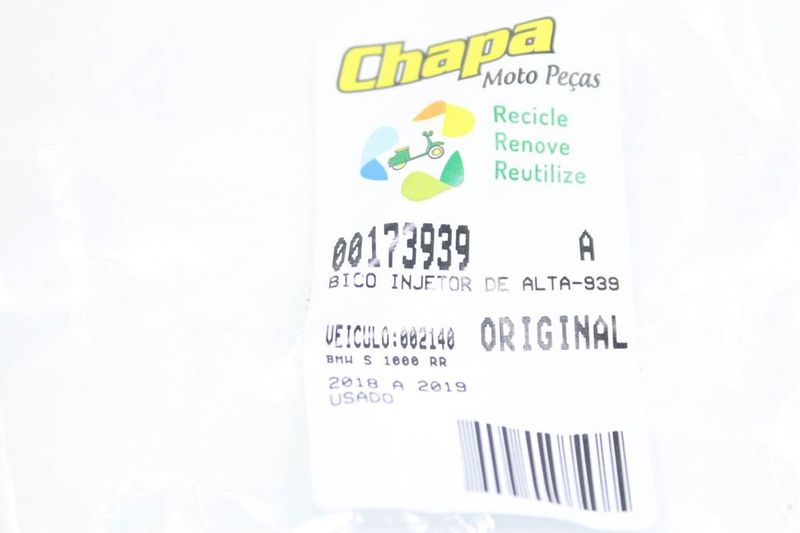 Chapa
Moto Peças
Recicle
Renove
Reutilize
00173939 A
BICO INJETOR DE ALTA-939
VEICULO:002140 ORIGINAL
BMW S 1000 RR
2018 A 2019
USADO